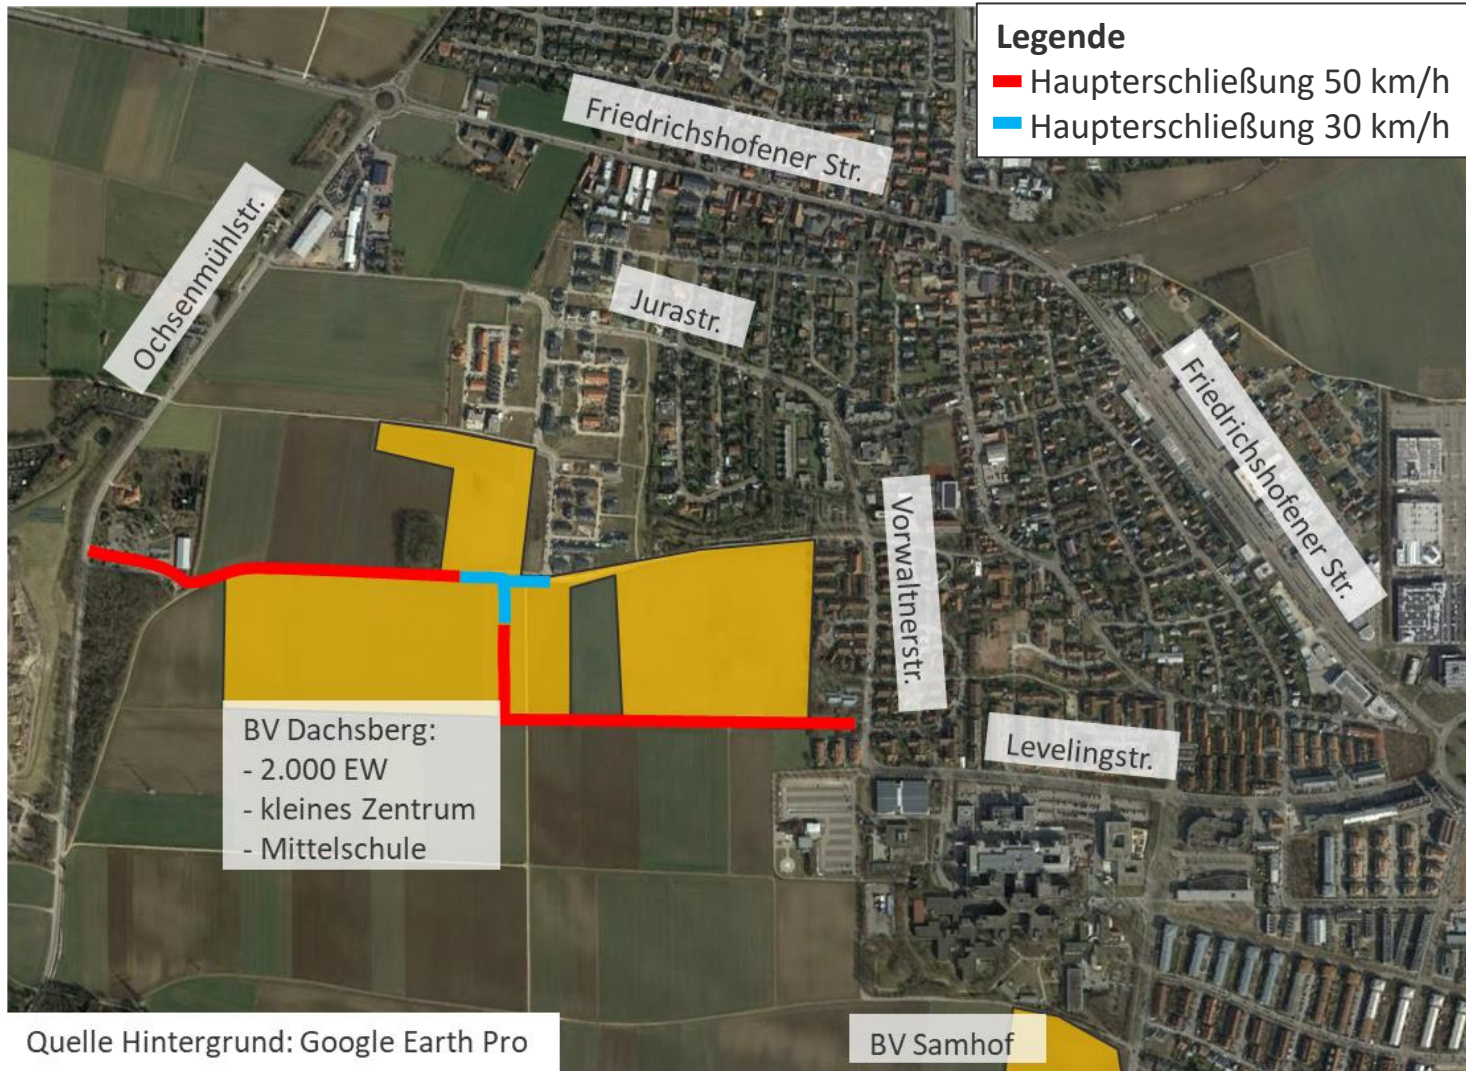 Legende
Haupterschließung 50 km/h
Haupterschließung 30 km/h
Friedrichshofener Str.
Ochsenmühlstr.
Jurastr.
Friedrichshofener Str.
Vorwaltnerstr.
Levelingstr.
BV Dachsberg:
- 2.000 EW
- kleines Zentrum
- Mittelschule
Quelle Hintergrund: Google Earth Pro
BV Samhof